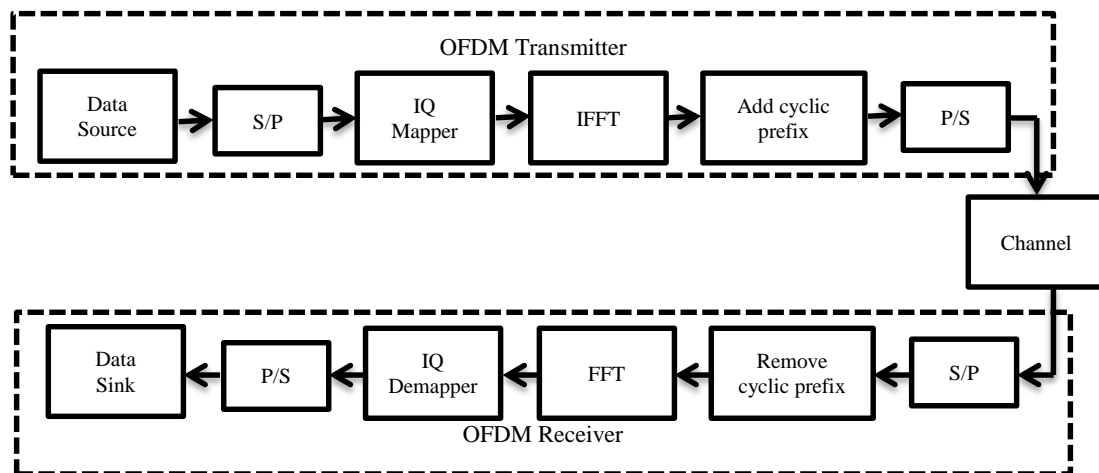 OFDM Transmitter
Data
Source
S/P
IQ
Mapper
IFFT
Add cyclic
prefix
P/S
Channel
Data
Sink
P/S
IQ
Demapper
FFT
Remove
cyclic prefix
S/P
OFDM Receiver